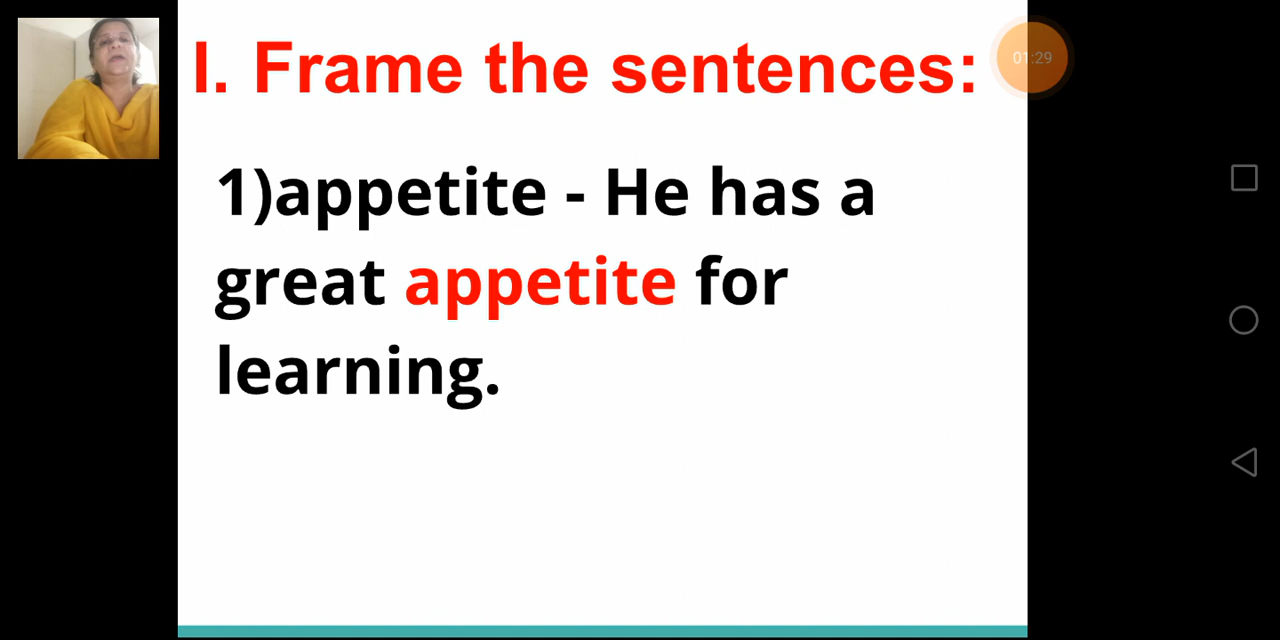 I. Frame the sentences:
01:29
1)appetite - He has a
great appetite for
learning.